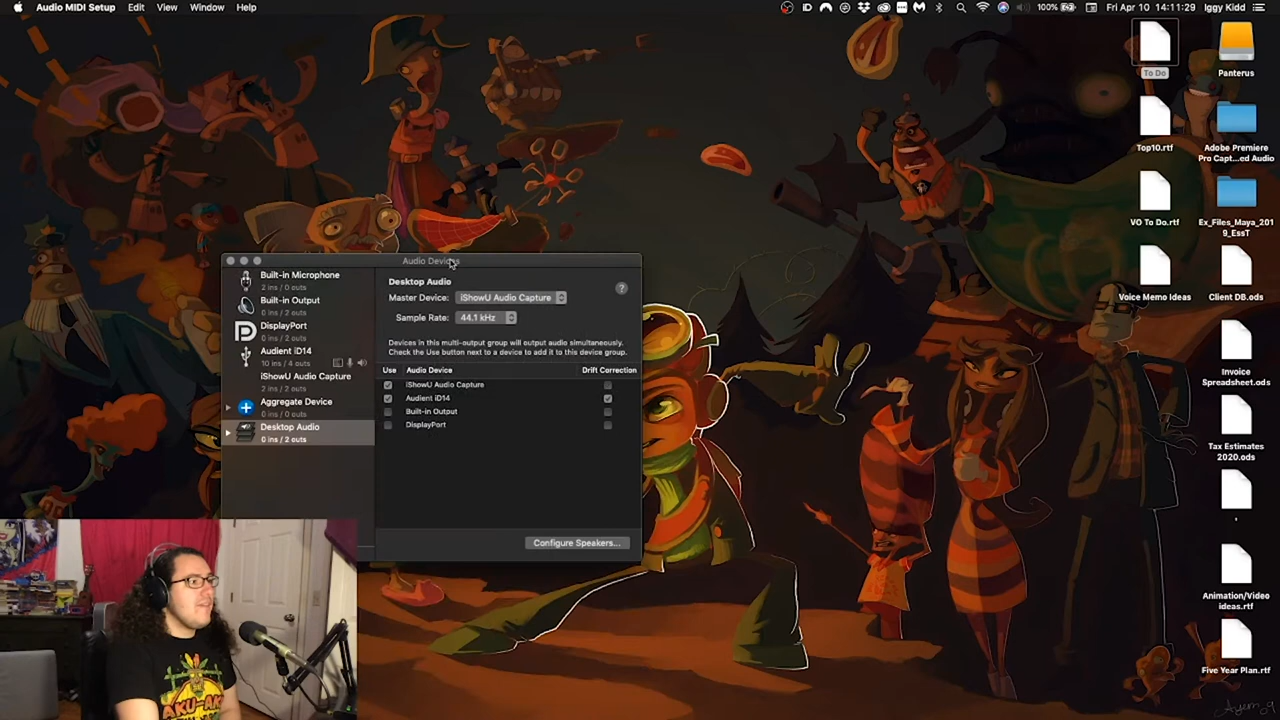 Audio MIDI Setup Edit View Window Help
100% Fri Apr 10 14:11:29 Iggy Kidd
To Do
Panterus
Top10.rtf
Adobe Premiere
Pro Capt...ed Audio
VO To Do.rtf
Ex_Files_Maya_201
9_EssT
Voice Memo Ideas
Client DB.ods
Invoice
Spreadsheet.ods
Tax Estimates
2020.ods
Animation/Video
ideas.rtf
Five Year Plan.rtf
Audio Devices
Built-in Microphone
2 ins / 0 outs
Built-in Output
0 ins / 2 outs
DisplayPort
0 ins / 2 outs
Audient iD14
10 ins / 4 outs
iShowU Audio Capture
2 ins / 2 outs
Aggregate Device
0 ins / 0 outs
Desktop Audio
0 ins / 2 outs
Desktop Audio
?
Master Device: iShowU Audio Capture
Sample Rate: 44.1 kHz
Devices in this multi-output group will output audio simultaneously.
Check the Use button next to a device to add it to this device group.
Use Audio Device Drift Correction
iShowU Audio Capture
Audient iD14
Built-in Output
DisplayPort
Configure Speakers...
AKU-AKU